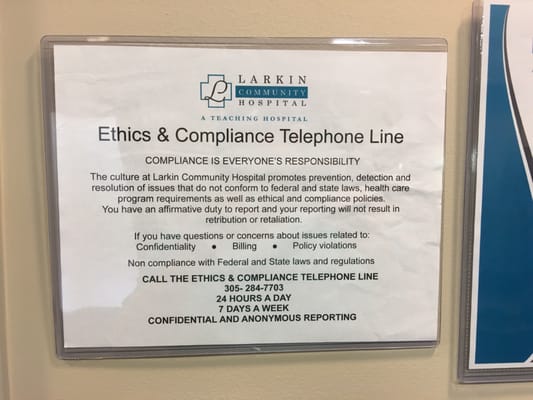 LARKIN
COMMUNITY
HOSPITAL
A TEACHING HOSPITAL
Ethics & Compliance Telephone Line
COMPLIANCE IS EVERYONE'S RESPONSIBILITY
The culture at Larkin Community Hospital promotes prevention, detection and
resolution of issues that do not conform to federal and state laws, health care
program requirements as well as ethical and compliance policies.
You have an affirmative duty to report and your reporting will not result in
retribution or retaliation.
If you have questions or concerns about issues related to:
Confidentiality ● Billing ● Policy violations
Non compliance with Federal and State laws and regulations
CALL THE ETHICS & COMPLIANCE TELEPHONE LINE
305- 284-7703
24 HOURS A DAY
7 DAYS A WEEK
CONFIDENTIAL AND ANONYMOUS REPORTING